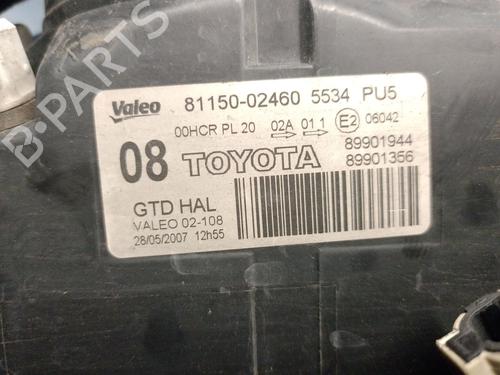 B-PARTS
Valeo 81150-02460 5534 PU5
00HCR PL 20 02A 01 1 E2 06042
08 TOYOTA 89901944
89901356
GTD HAL
VALEO 02-108
28/05/2007 12h55